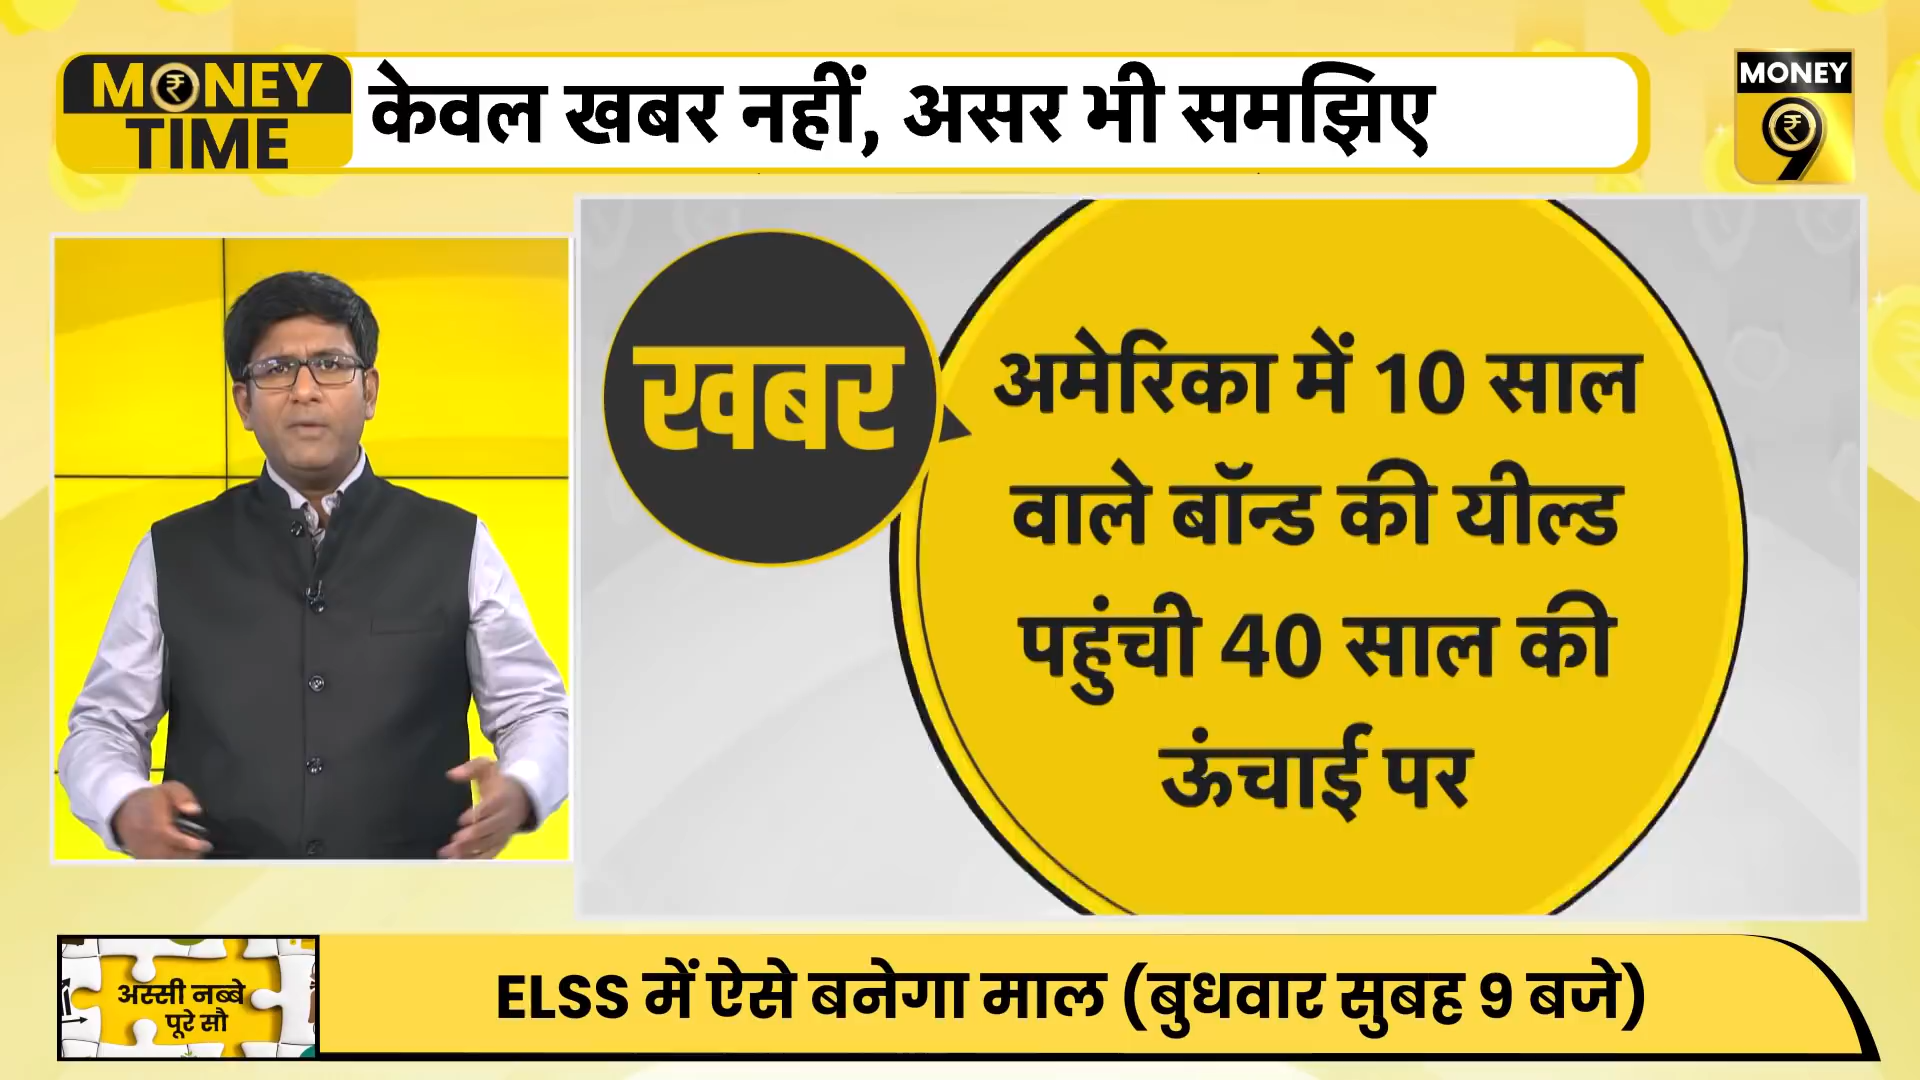 MONEY
TIME
केवल खबर नहीं, असर भी समझिए
MONEY
9
खबर
अमेरिका में 10 साल
वाले बॉन्ड की यील्ड
पहुंची 40 साल की
ऊंचाई पर
अस्सी नब्बे
पूरे सौ
ELSS में ऐसे बनेगा माल (बुधवार सुबह 9 बजे)